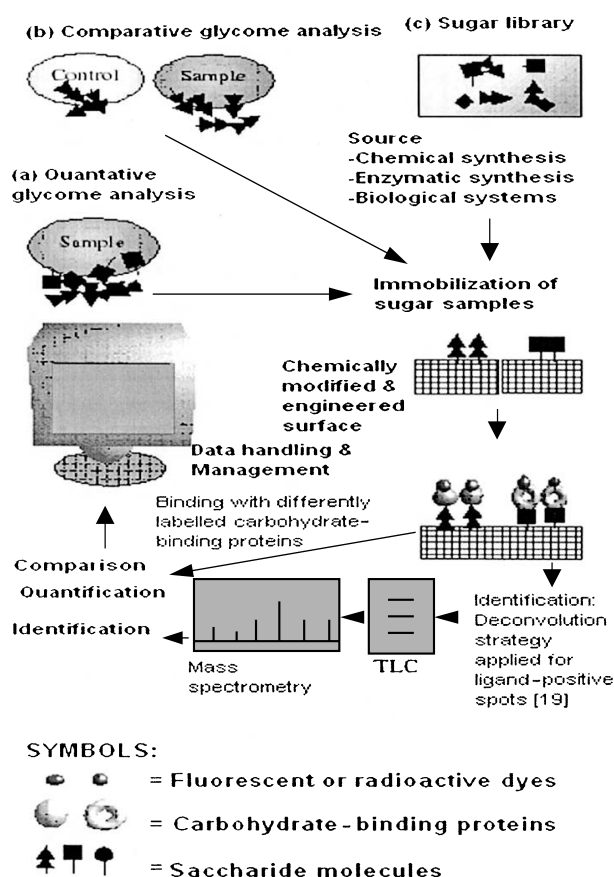 (b) Comparative glycome analysis
Control
Sample
(c) Sugar library
Source
-Chemical synthesis
-Enzymatic synthesis
-Biological systems
(a) Quantative
glycome analysis
Sample
Immobilization of
sugar samples
Chemically
modified &
engineered
surface
Data handling &
Management
Binding with differently
labelled carbohydrate-
binding proteins
Comparison
Quantification
Identification
Mass
spectrometry
TLC
Identification:
Deconvolution
strategy
applied for
ligand-positive
spots [19]
SYMBOLS:
= Fluorescent or radioactive dyes
= Carbohydrate-binding proteins
= Saccharide molecules